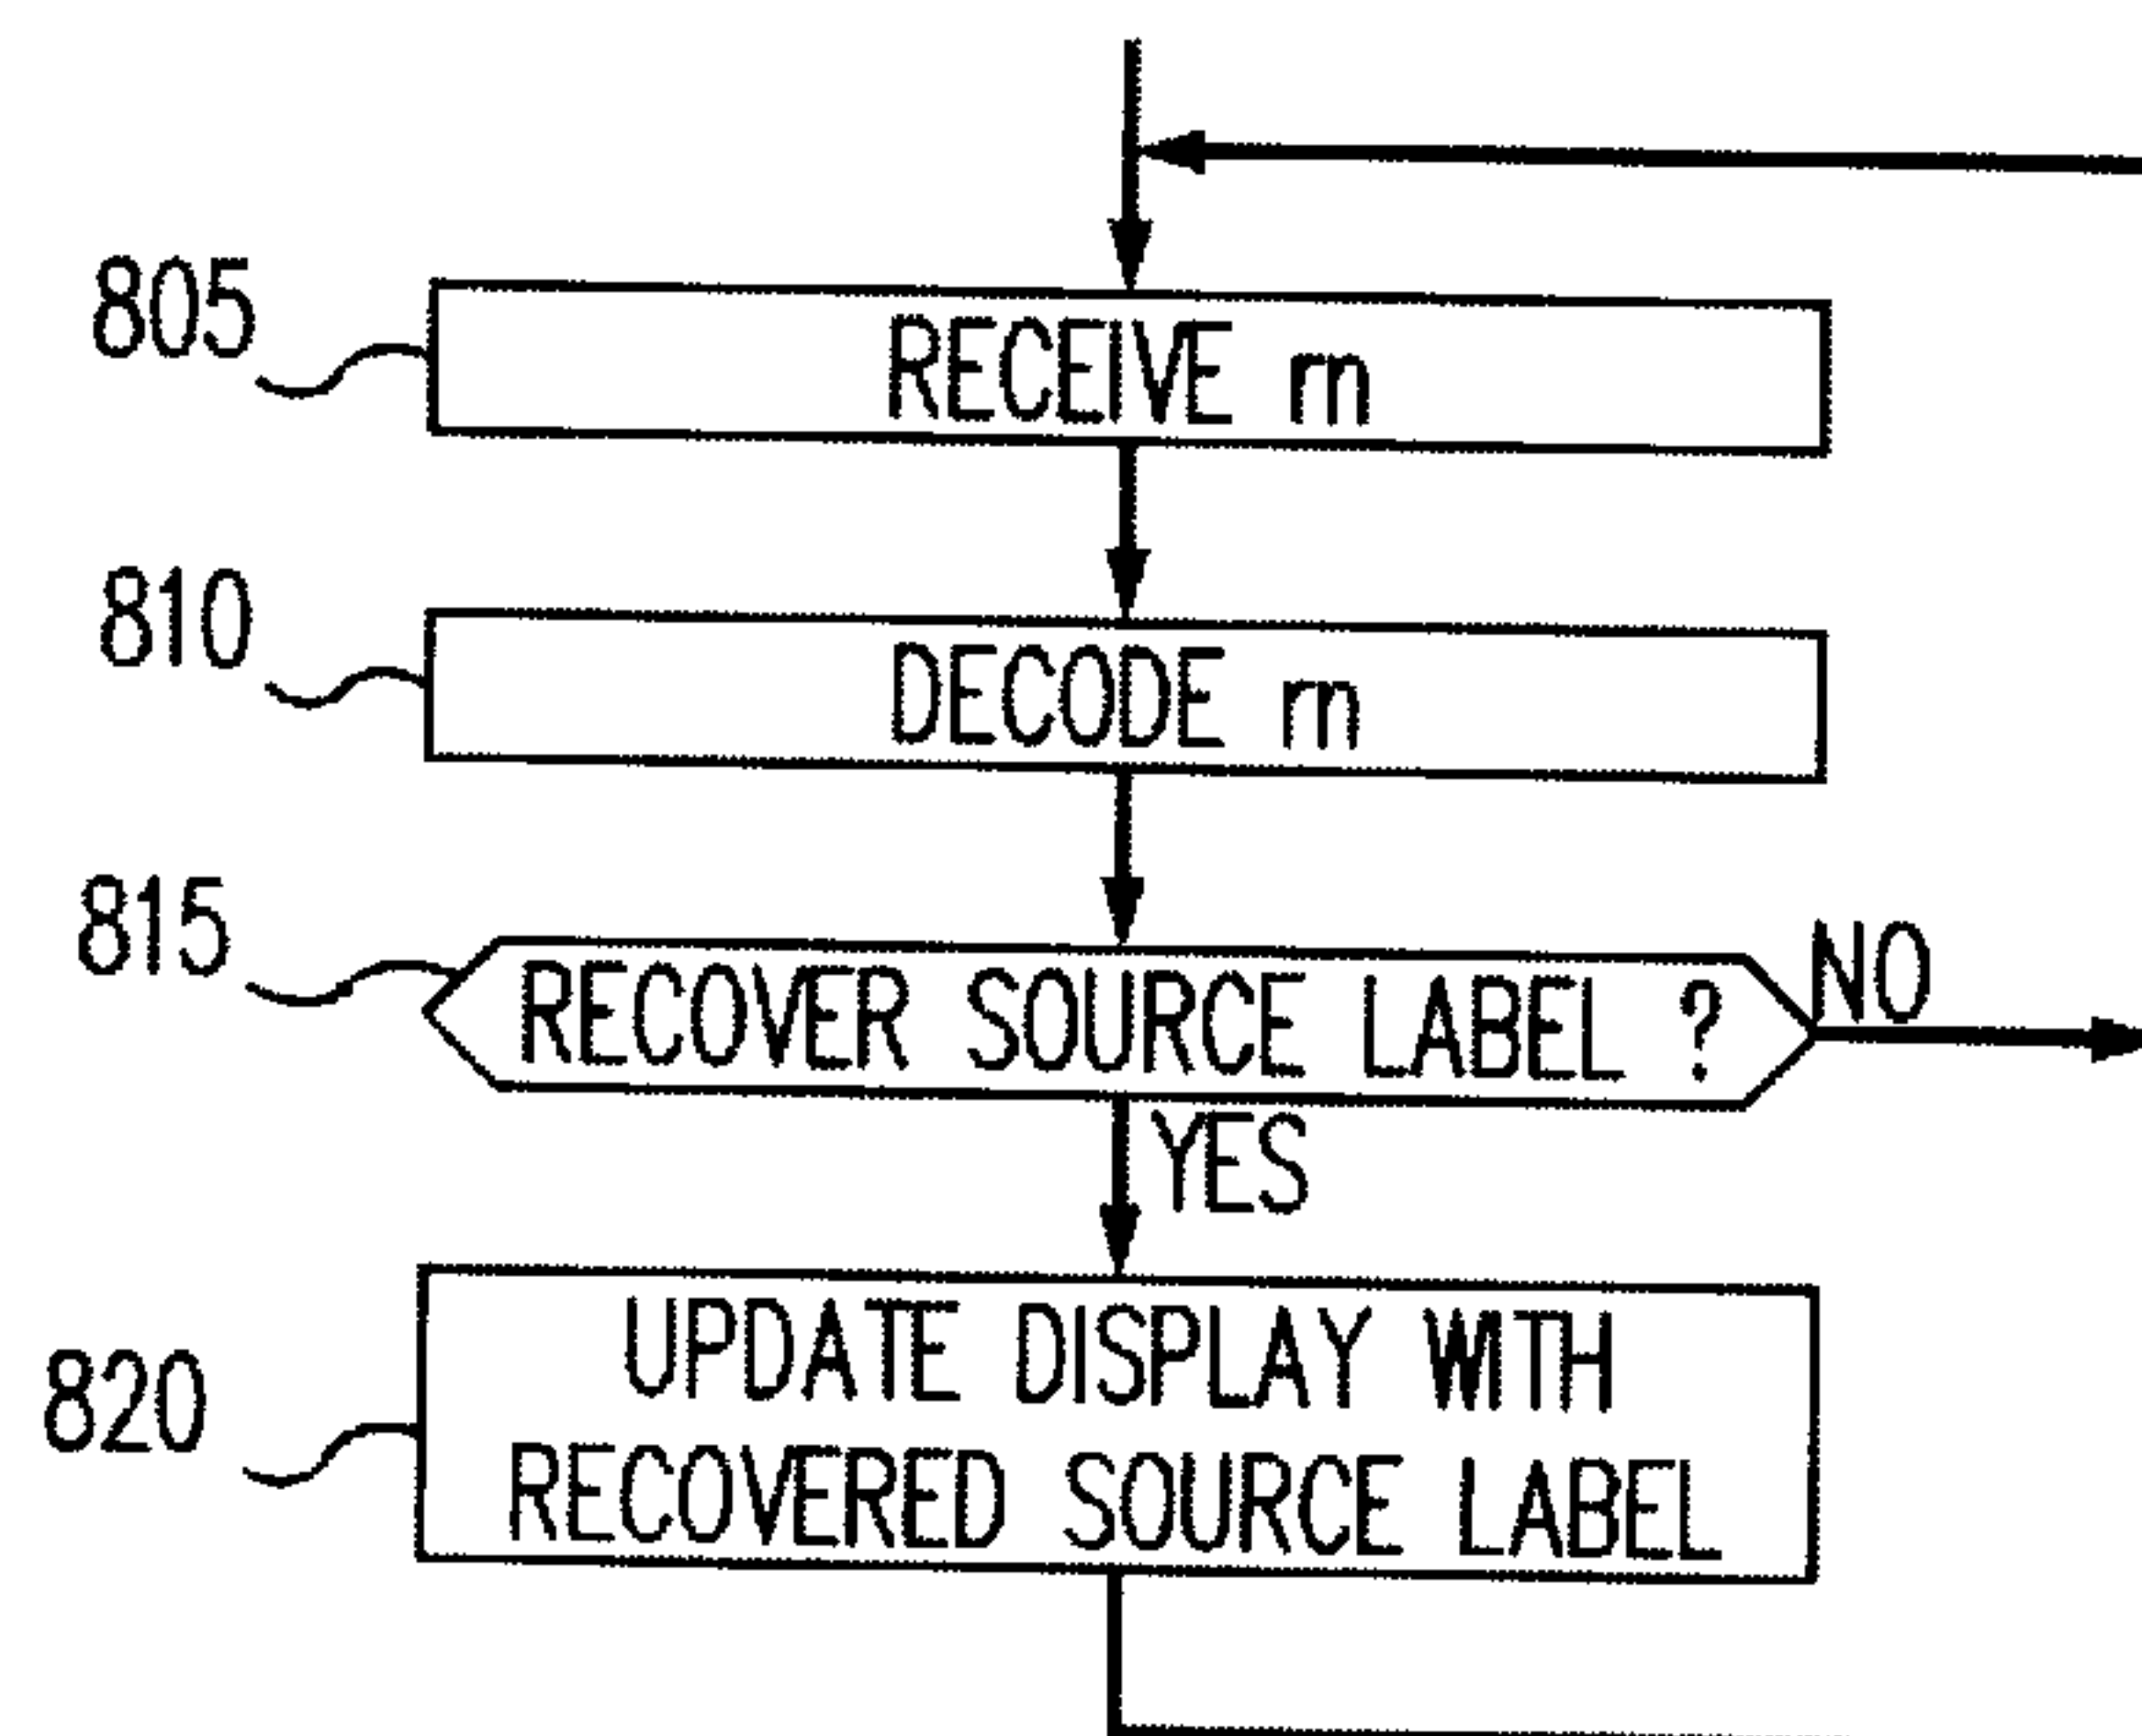 805
RECEIVE m
810
DECODE m
815
RECOVER SOURCE LABEL ?
NO
YES
820
UPDATE DISPLAY WITH
RECOVERED SOURCE LABEL